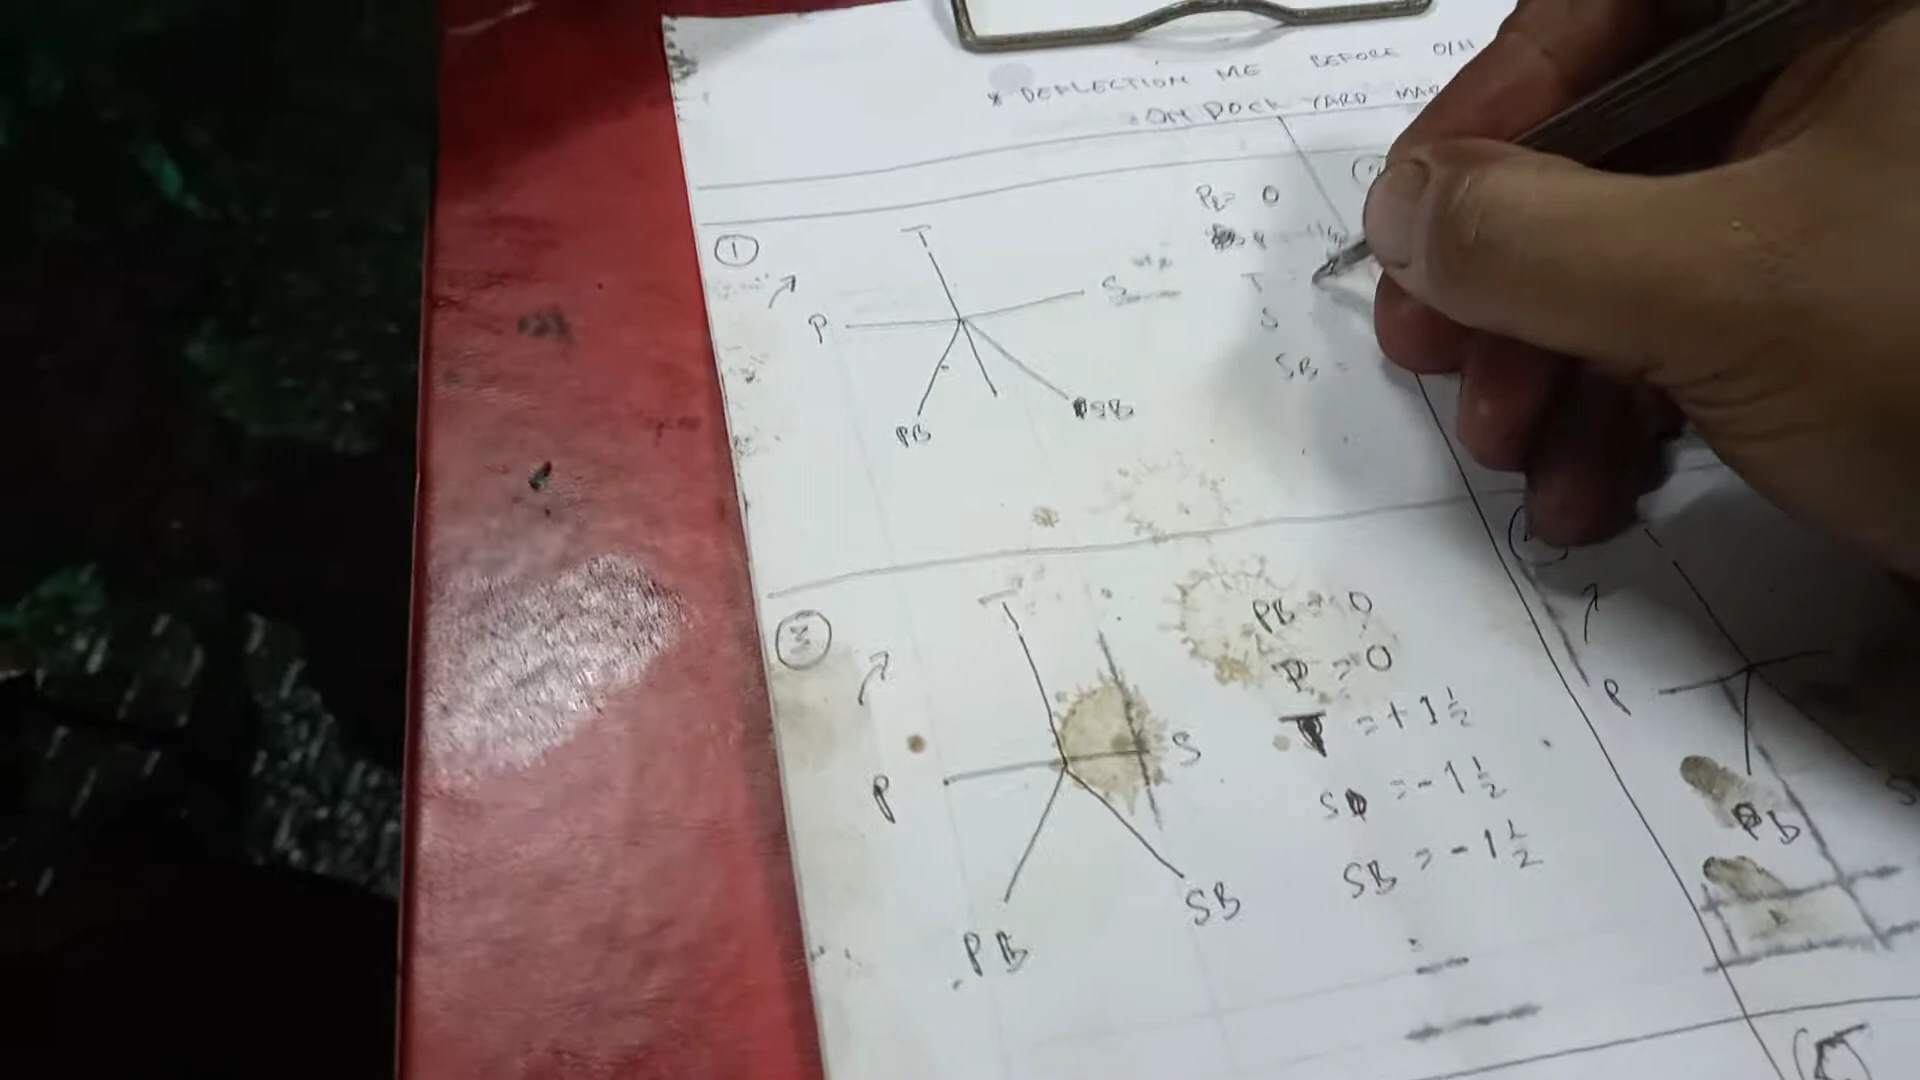 * DEFLECTION ME BEFORE O/H
ON DOCK YARD
1
T
P
S
PB
SB
PB = 0
T =
S
SB =
3
T
P
S
PB
SB
PB = 0
P = 0
T = + 1 1/2
S = - 1 1/2
SB = - 1 1/2
P
PB